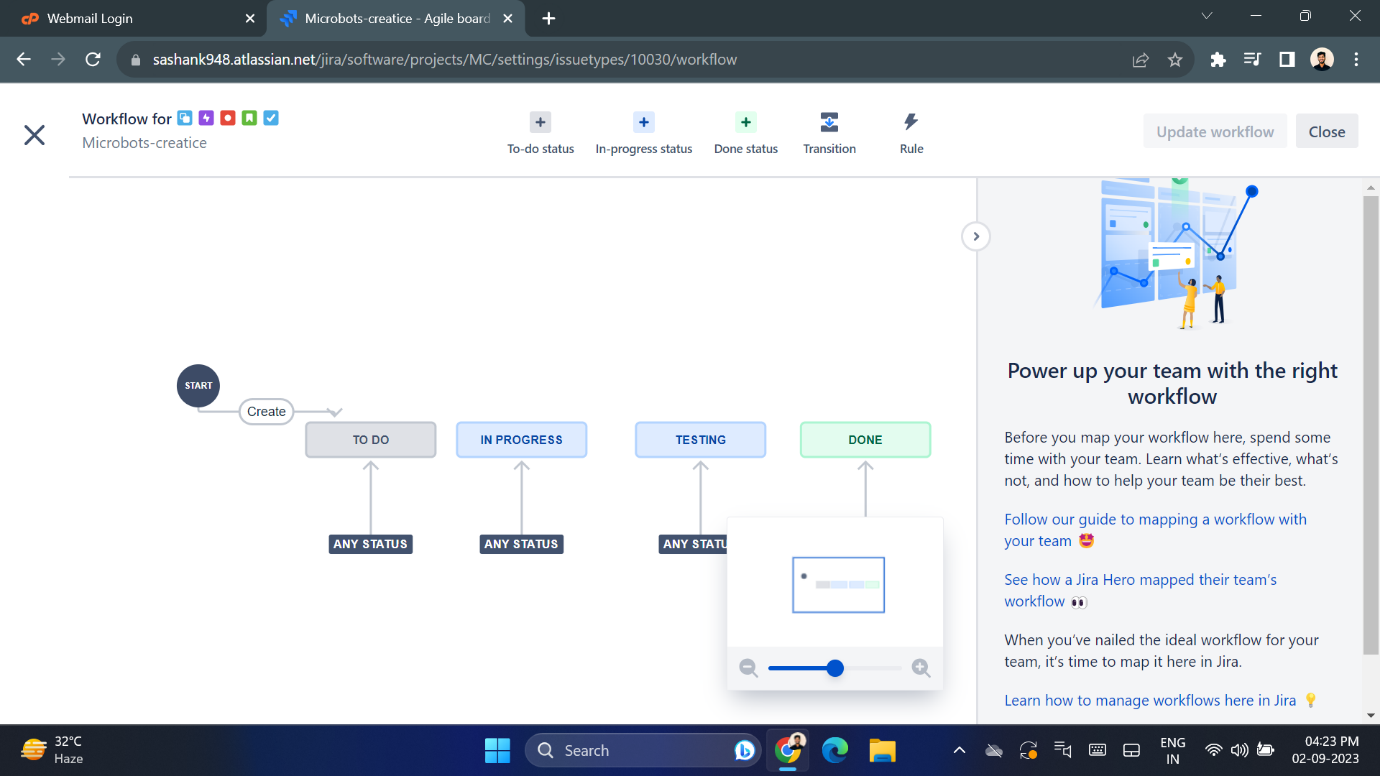 Webmail Login
Microbots-creatice - Agile board
sashank948.atlassian.net/jira/software/projects/MC/settings/issuetypes/10030/workflow
Workflow for
Microbots-creatice
To-do status
In-progress status
Done status
Transition
Rule
Update workflow
Close
START
Create
TO DO
IN PROGRESS
TESTING
DONE
ANY STATUS
ANY STATUS
ANY STATU
Power up your team with the right
workflow
Before you map your workflow here, spend some
time with your team. Learn what's effective, what's
not, and how to help your team be their best.
Follow our guide to mapping a workflow with
your team 🤩
See how a Jira Hero mapped their team's
workflow 👀
When you've nailed the ideal workflow for your
team, it's time to map it here in Jira.
Learn how to manage workflows here in Jira 💡
32°C
Haze
Search
ENG
IN
04:23 PM
02-09-2023